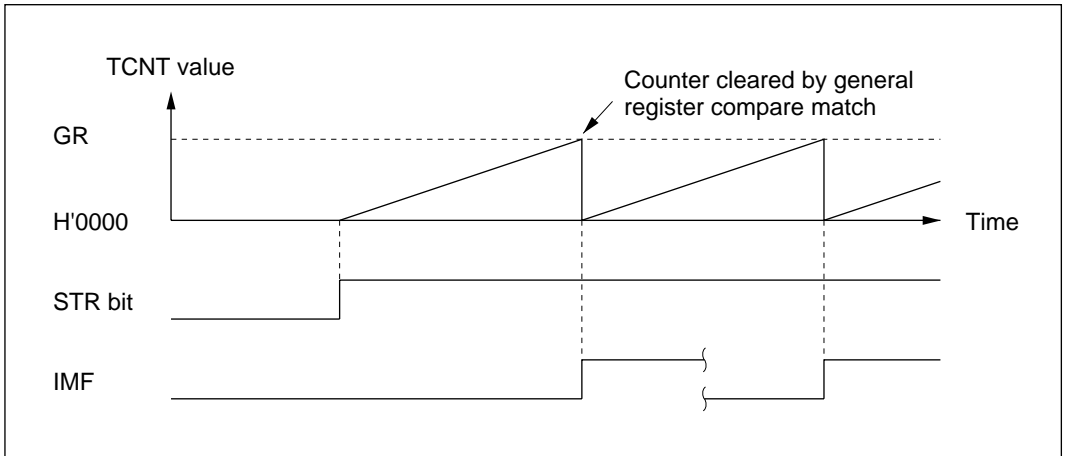 TCNT value
Counter cleared by general
register compare match
GR
H'0000
Time
STR bit
IMF